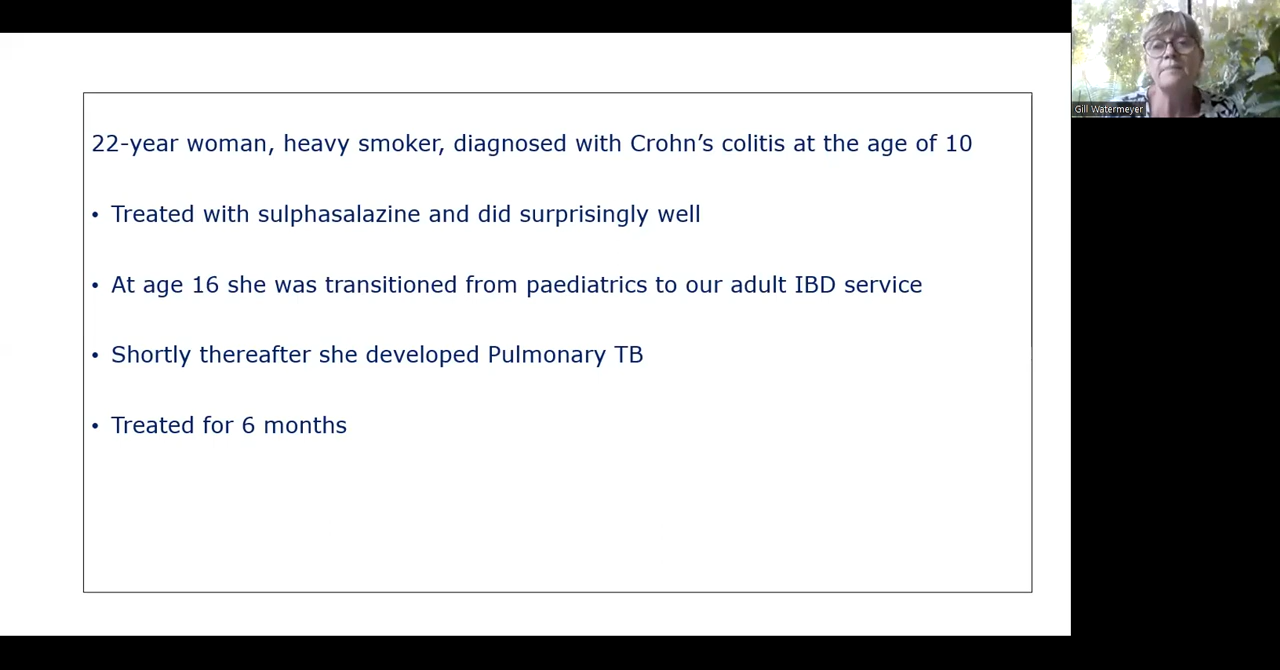 22-year woman, heavy smoker, diagnosed with Crohn’s colitis at the age of 10
• Treated with sulphasalazine and did surprisingly well
• At age 16 she was transitioned from paediatrics to our adult IBD service
• Shortly thereafter she developed Pulmonary TB
• Treated for 6 months
Gill Watermeyer